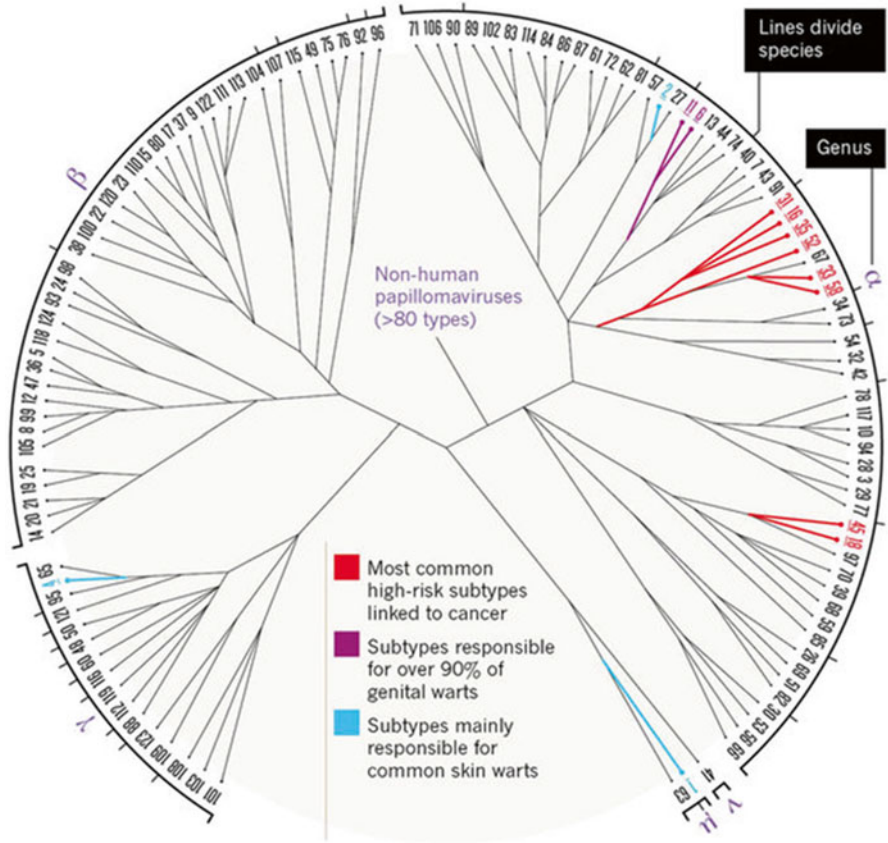 14 20 21 19 25 105 8 99 12 47 36 5 118 124 93 24 98 38 100 22 120 23 110 15 80 17 37 9 122 111 113 104 107 115 49 75 76 92 96
β
71 106 90 89 102 83 114 84 86 87 61 72 62 81 57 2 27 11 6 13 44 74 40 7 43 91 31 16 35 52 67 33 58 34 73 54 32 42 78 117 10 94 28 3 29 77 45 18 97 70 39 68 59 85 26 69 51 82 30 53 56 66
α
Lines divide
species
Genus
Non-human
papillomaviruses
(>80 types)
41
ν
1 63
μ
65 4 95 121 50 48 60 116 119 112 88 123 109 108 103 101
γ
Most common
high-risk subtypes
linked to cancer
Subtypes responsible
for over 90% of
genital warts
Subtypes mainly
responsible for
common skin warts